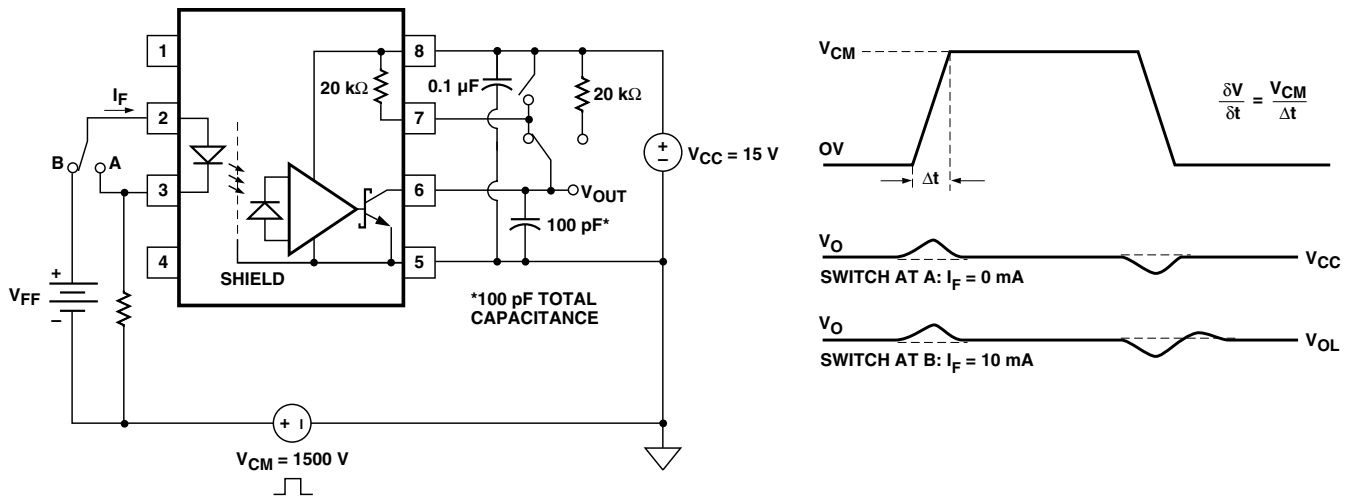 1
2
3
4
8
7
6
5
I_F
B
A
V_FF
+
–
20 kΩ
0.1 µF
20 kΩ
+
–
V_CC = 15 V
V_OUT
100 pF*
SHIELD
*100 pF TOTAL
CAPACITANCE
+ –
V_CM = 1500 V
V_CM
OV
Δt
δV/δt = V_CM/Δt
V_O
V_CC
SWITCH AT A: I_F = 0 mA
V_O
V_OL
SWITCH AT B: I_F = 10 mA